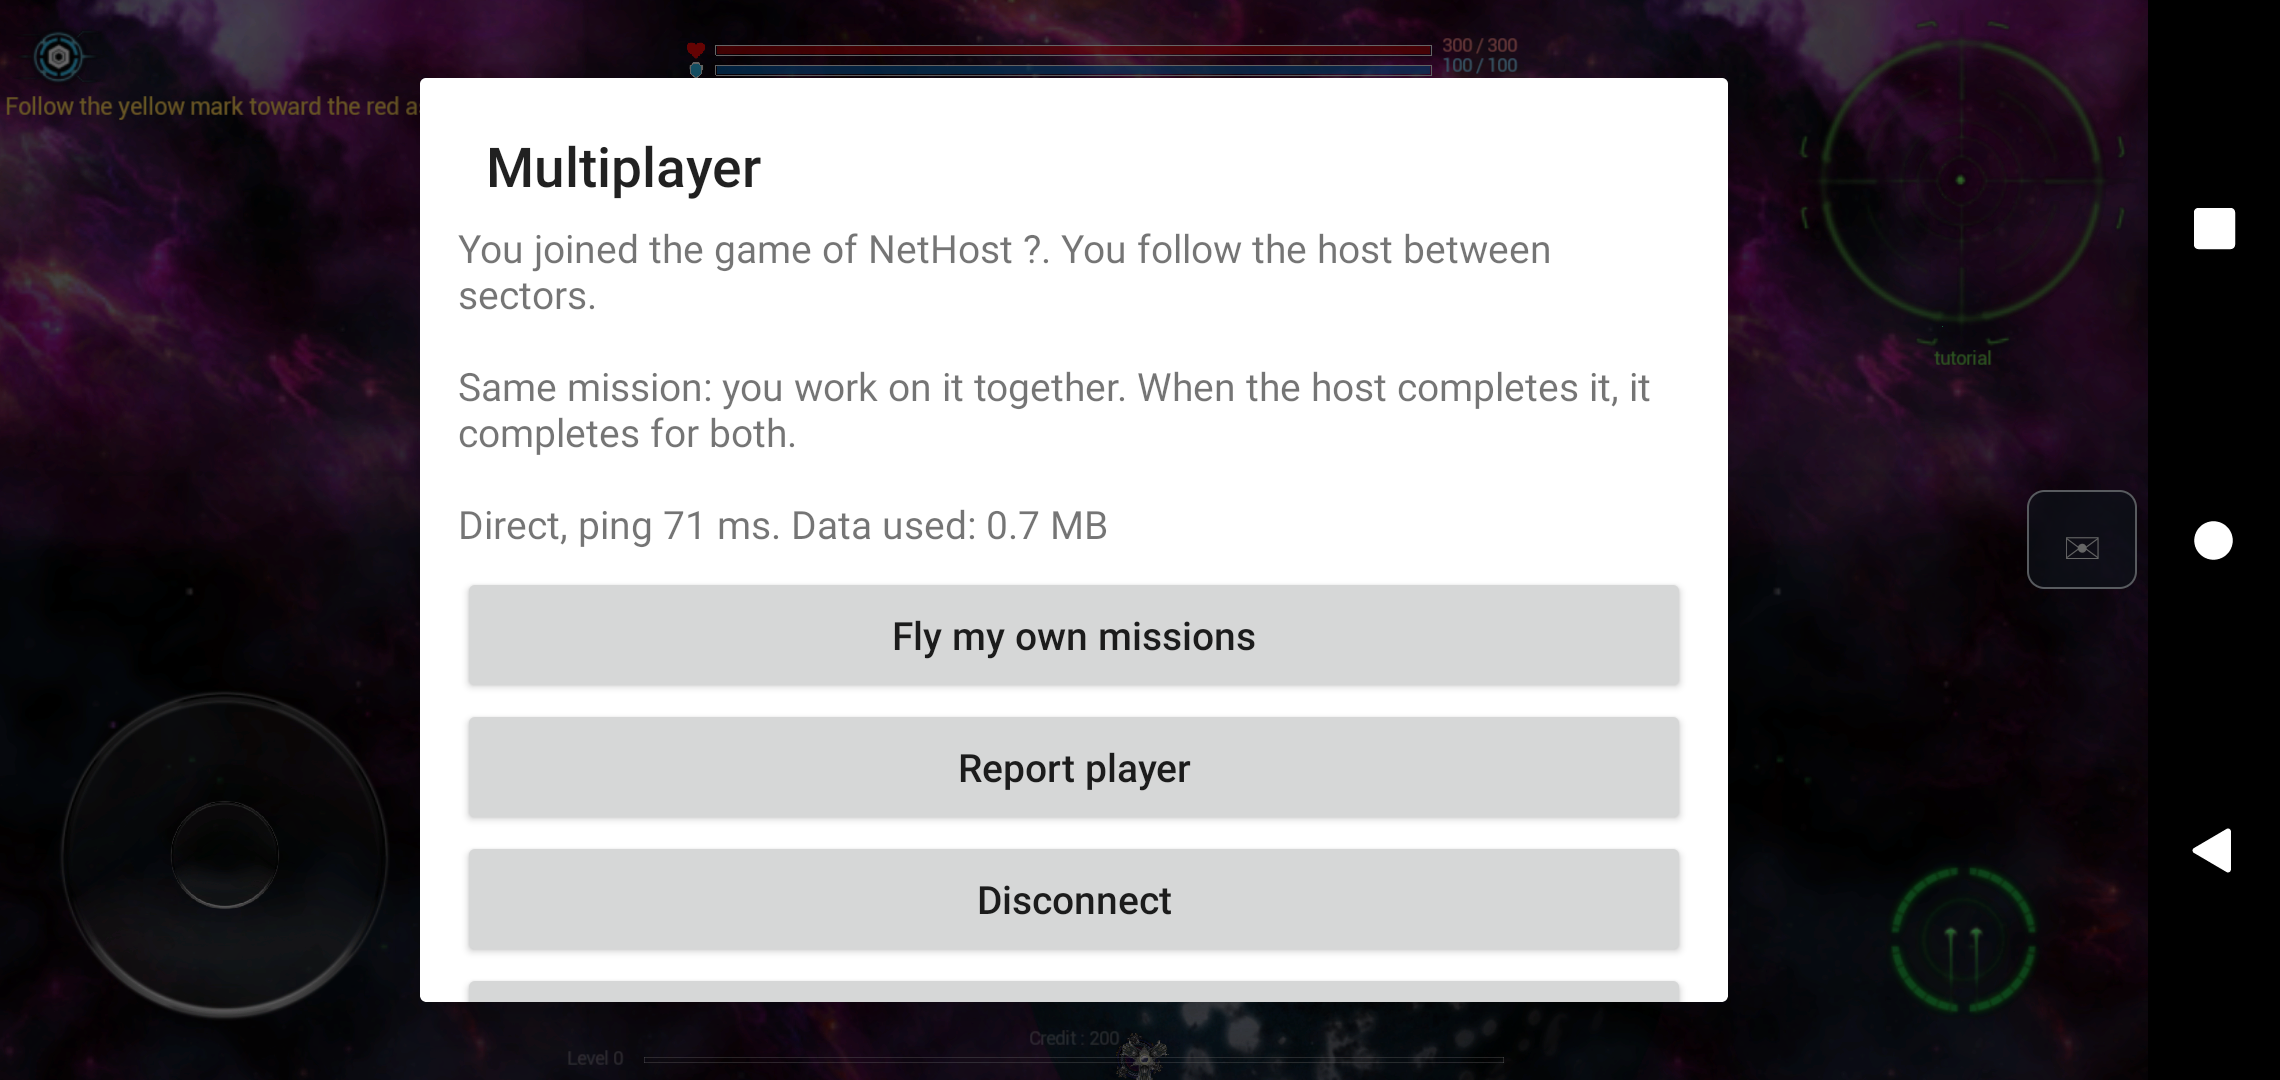 300 / 300
100 / 100
Follow the yellow mark toward the red a
Multiplayer
You joined the game of NetHost ?. You follow the host between
sectors.
Same mission: you work on it together. When the host completes it, it
completes for both.
Direct, ping 71 ms. Data used: 0.7 MB
tutorial
Fly my own missions
Report player
Disconnect
Credit : 200
Level 0